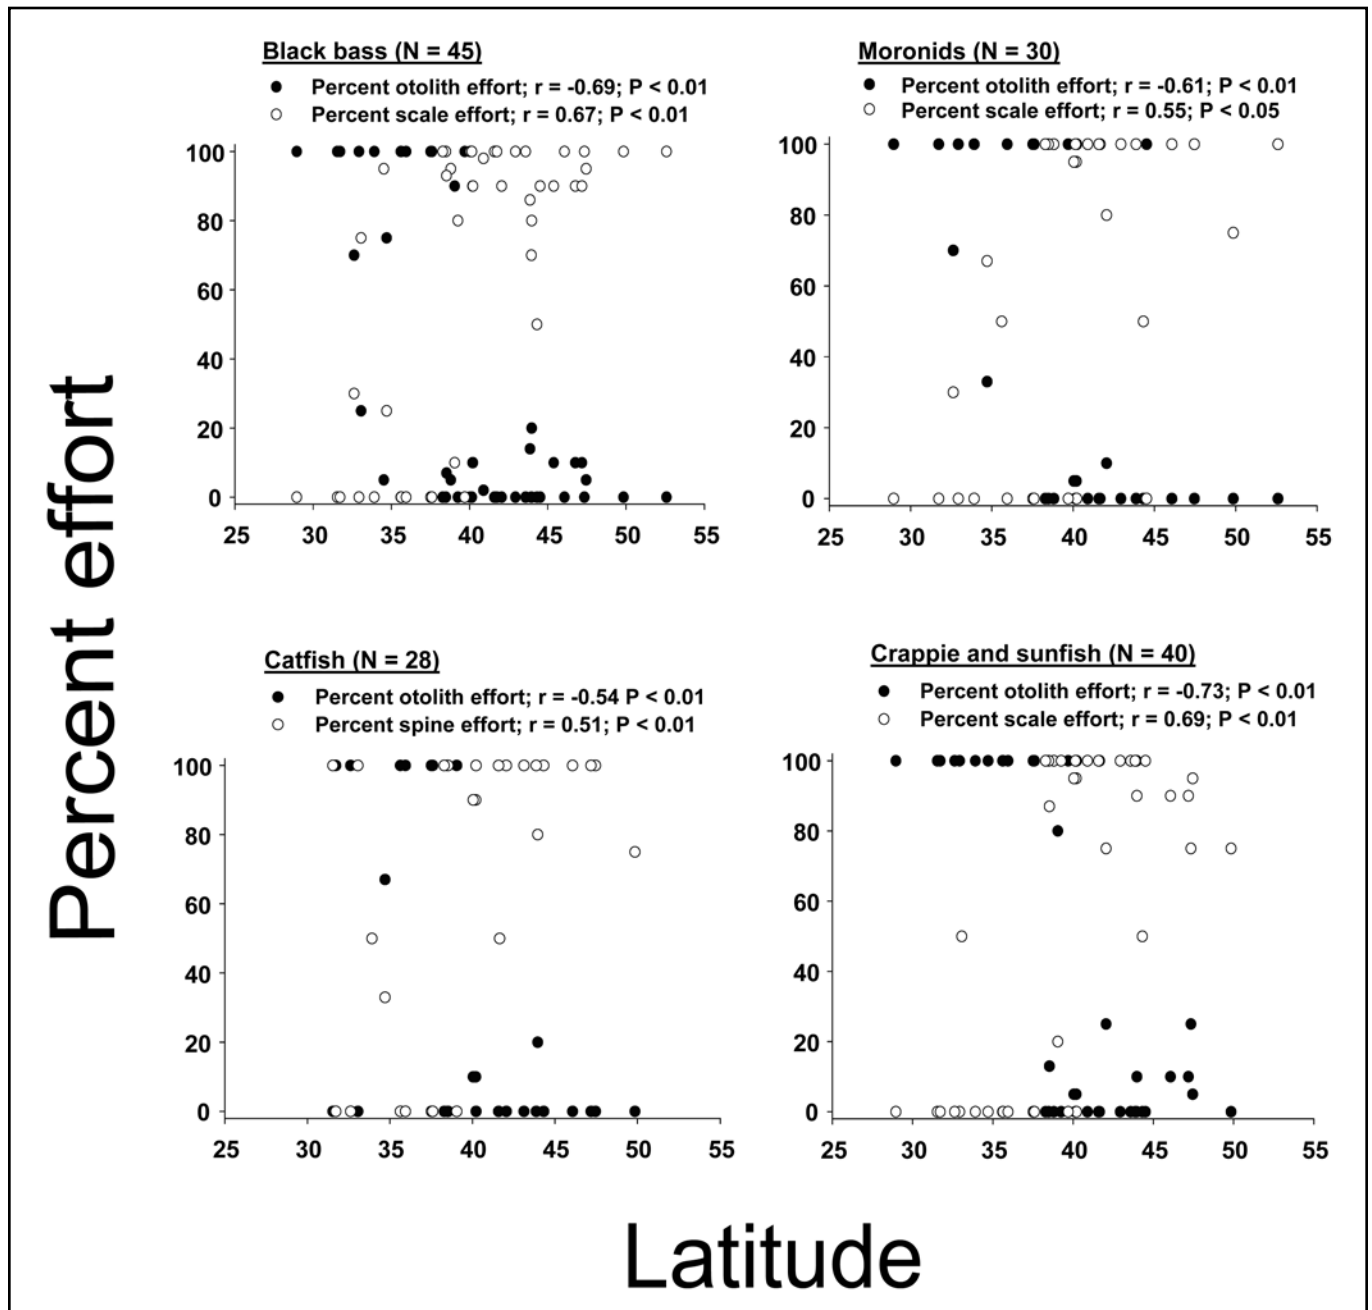 Percent effort
Black bass (N = 45)
Percent otolith effort; r = -0.69; P < 0.01
Percent scale effort; r = 0.67; P < 0.01
100
80
60
40
20
0
25 30 35 40 45 50 55
Moronids (N = 30)
Percent otolith effort; r = -0.61; P < 0.01
Percent scale effort; r = 0.55; P < 0.05
100
80
60
40
20
0
25 30 35 40 45 50 55
Catfish (N = 28)
Percent otolith effort; r = -0.54 P < 0.01
Percent spine effort; r = 0.51; P < 0.01
100
80
60
40
20
0
25 30 35 40 45 50 55
Crappie and sunfish (N = 40)
Percent otolith effort; r = -0.73; P < 0.01
Percent scale effort; r = 0.69; P < 0.01
100
80
60
40
20
0
25 30 35 40 45 50 55
Latitude